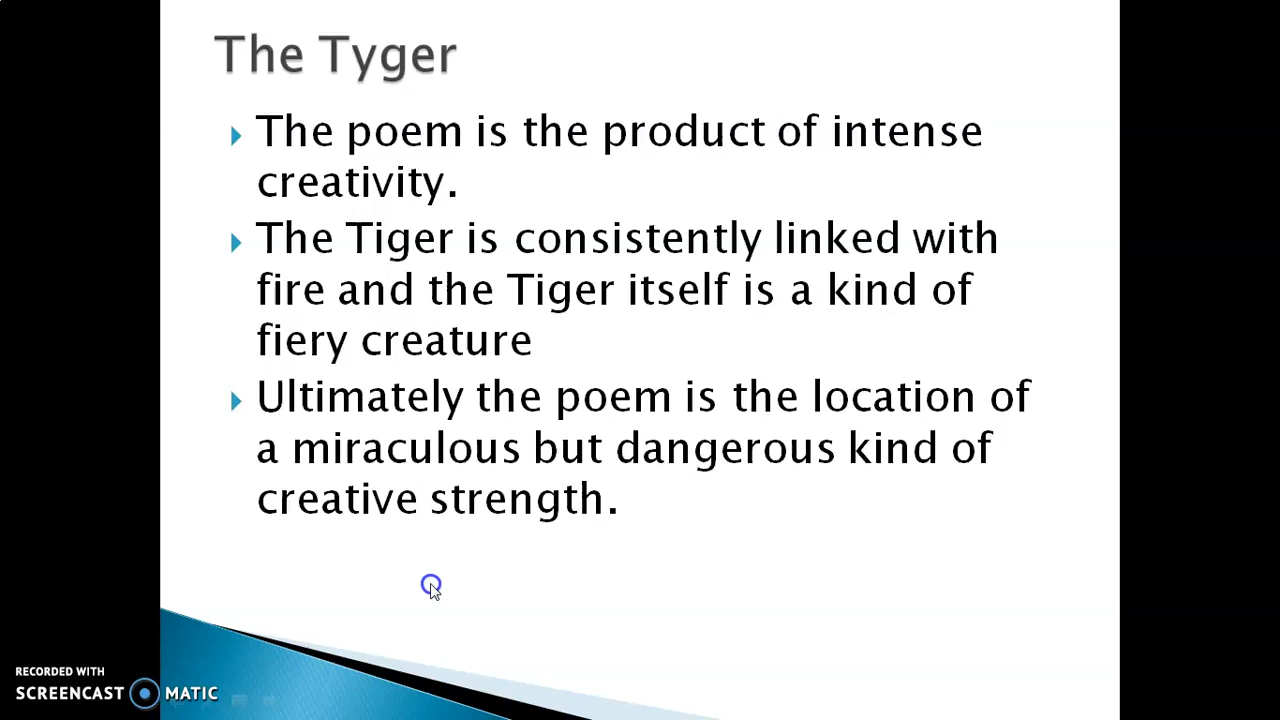 The Tyger
The poem is the product of intense
creativity.
The Tiger is consistently linked with
fire and the Tiger itself is a kind of
fiery creature
Ultimately the poem is the location of
a miraculous but dangerous kind of
creative strength.
RECORDED WITH
SCREENCAST MATIC